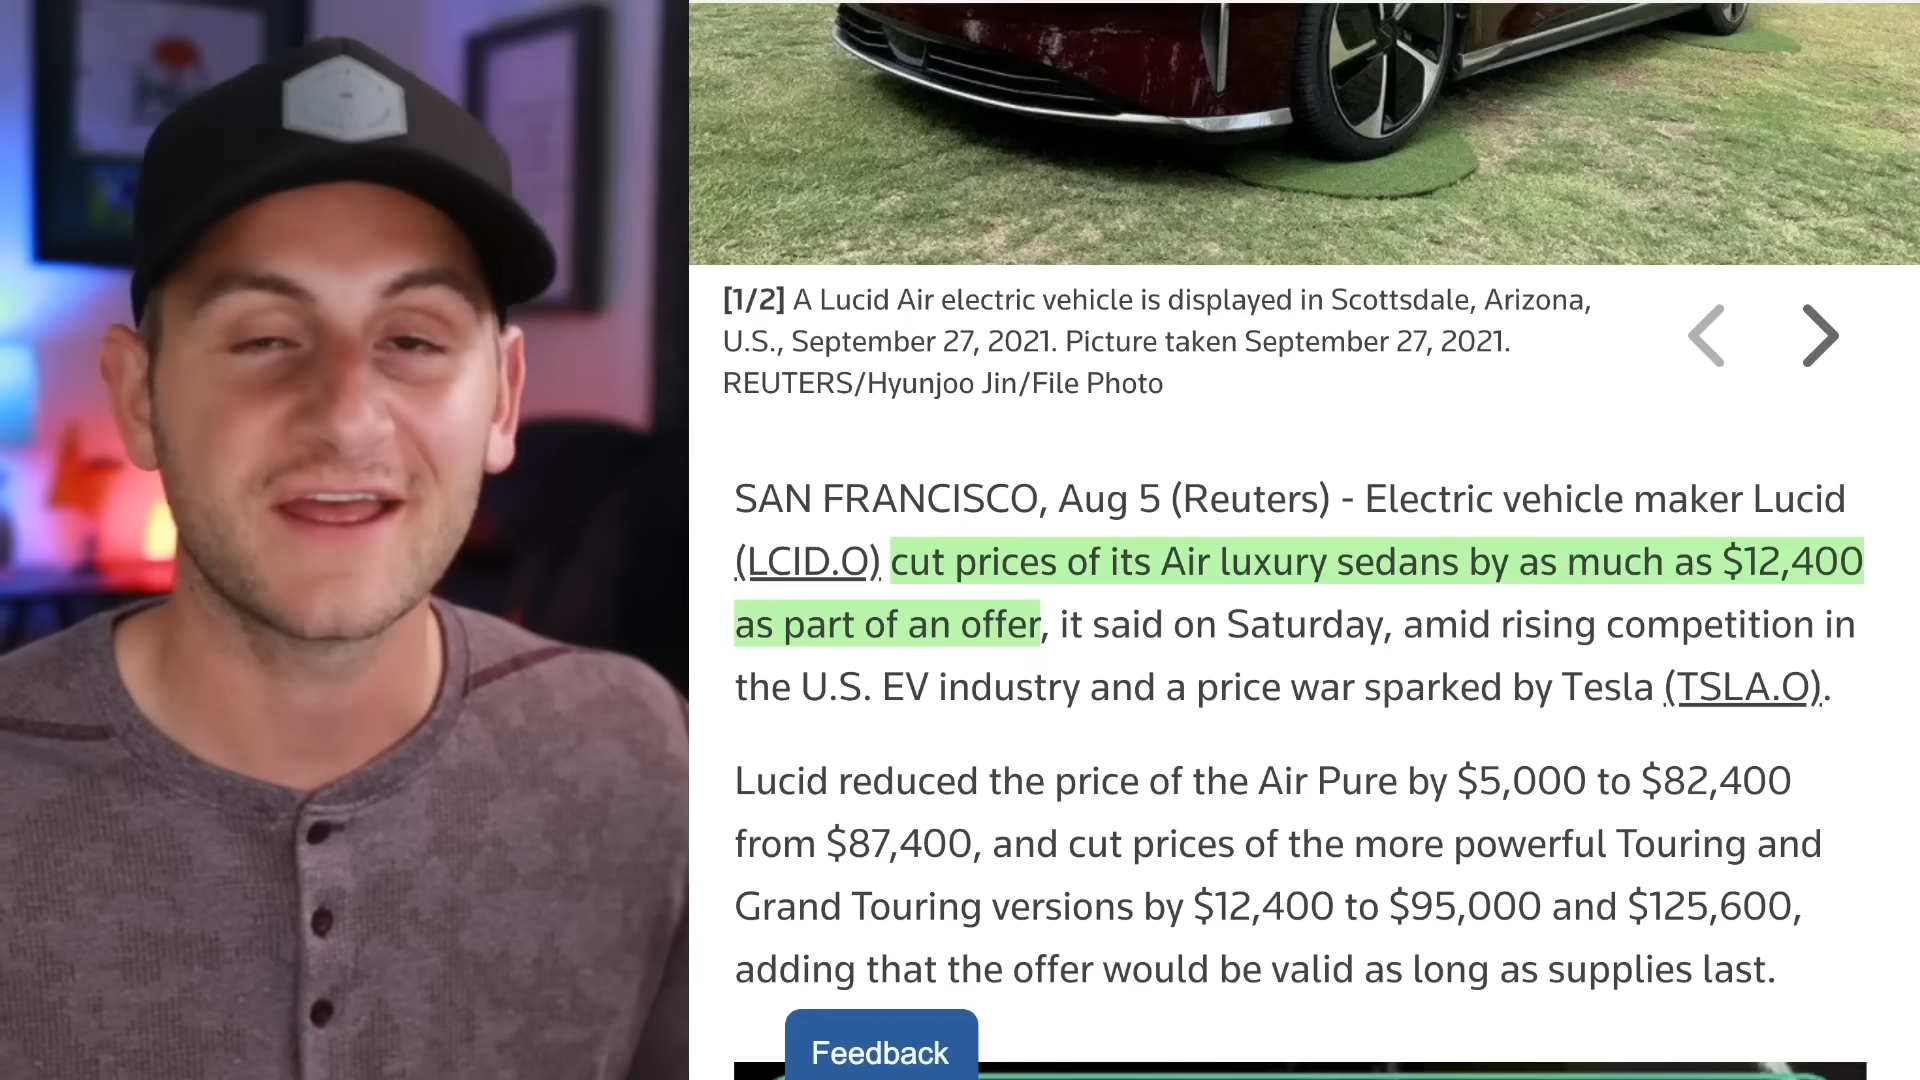 [1/2] A Lucid Air electric vehicle is displayed in Scottsdale, Arizona,
U.S., September 27, 2021. Picture taken September 27, 2021.
REUTERS/Hyunjoo Jin/File Photo
SAN FRANCISCO, Aug 5 (Reuters) - Electric vehicle maker Lucid
(LCID.O) cut prices of its Air luxury sedans by as much as $12,400
as part of an offer, it said on Saturday, amid rising competition in
the U.S. EV industry and a price war sparked by Tesla (TSLA.O).
Lucid reduced the price of the Air Pure by $5,000 to $82,400
from $87,400, and cut prices of the more powerful Touring and
Grand Touring versions by $12,400 to $95,000 and $125,600,
adding that the offer would be valid as long as supplies last.
Feedback